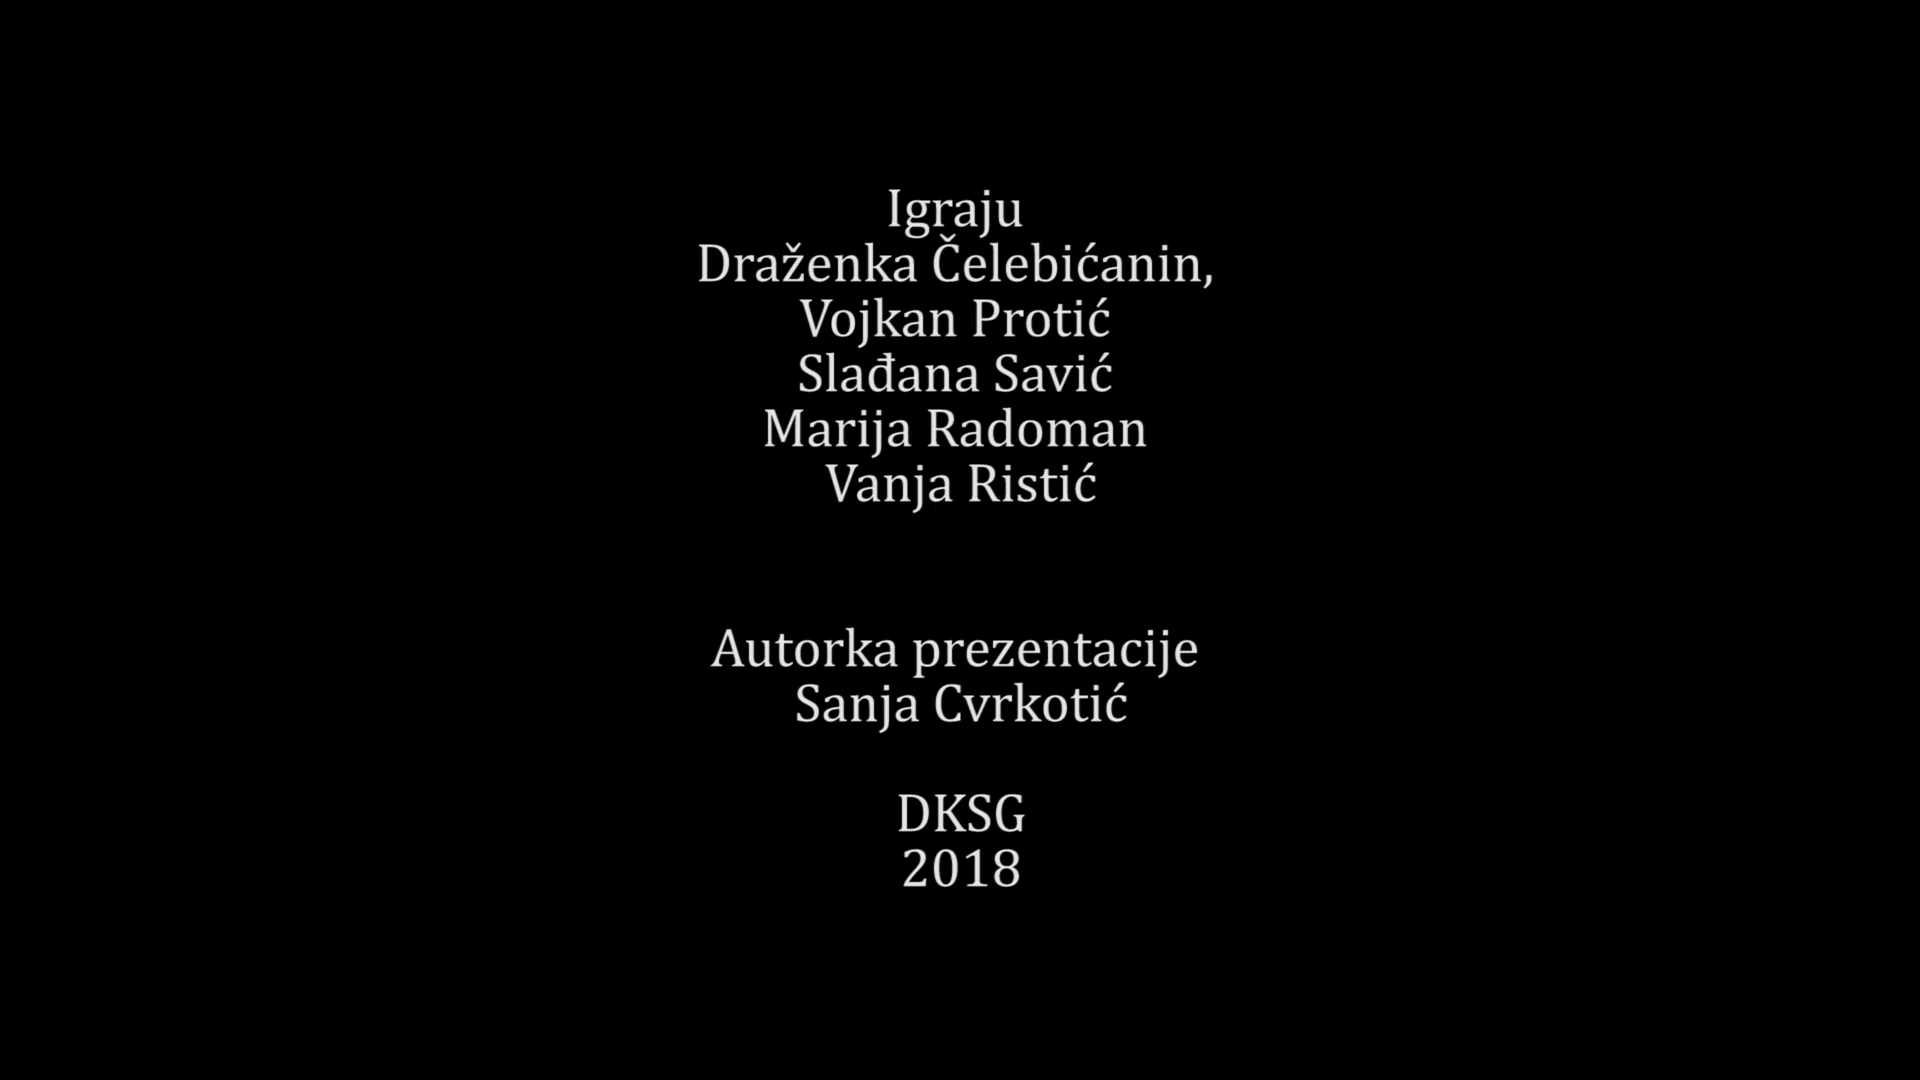 Igraju
Draženka Čelebićanin,
Vojkan Protić
Slađana Savić
Marija Radoman
Vanja Ristić
Autorka prezentacije
Sanja Cvrkotić
DKSG
2018